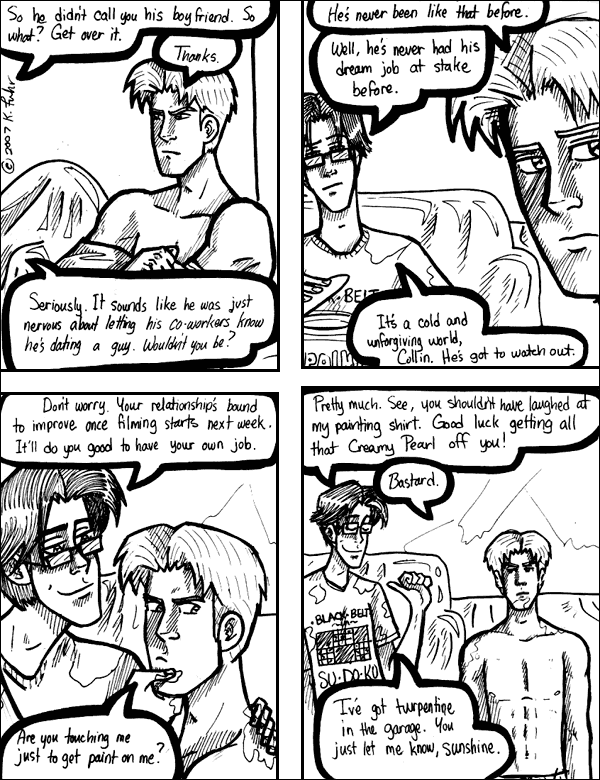 So he didn't call you his boyfriend. So
what? Get over it.
Thanks.
© 2007 K. Fuhr
Seriously. It sounds like he was just
nervous about letting his co-workers know
he's dating a guy. Wouldn't you be?
He's never been like that before.
Well, he's never had his
dream job at stake
before.
K. BELT
It's a cold and
unforgiving world,
Collin. He's got to watch out.
Don't worry. Your relationship's bound
to improve once filming starts next week.
It'll do you good to have your own job.
Are you touching me
just to get paint on me?
Pretty much. See, you shouldn't have laughed at
my painting shirt. Good luck getting all
that Creamy Pearl off you!
Bastard.
BLACK BELT
IN
SU·DO·KU
I've got turpentine
in the garage. You
just let me know, Sunshine.